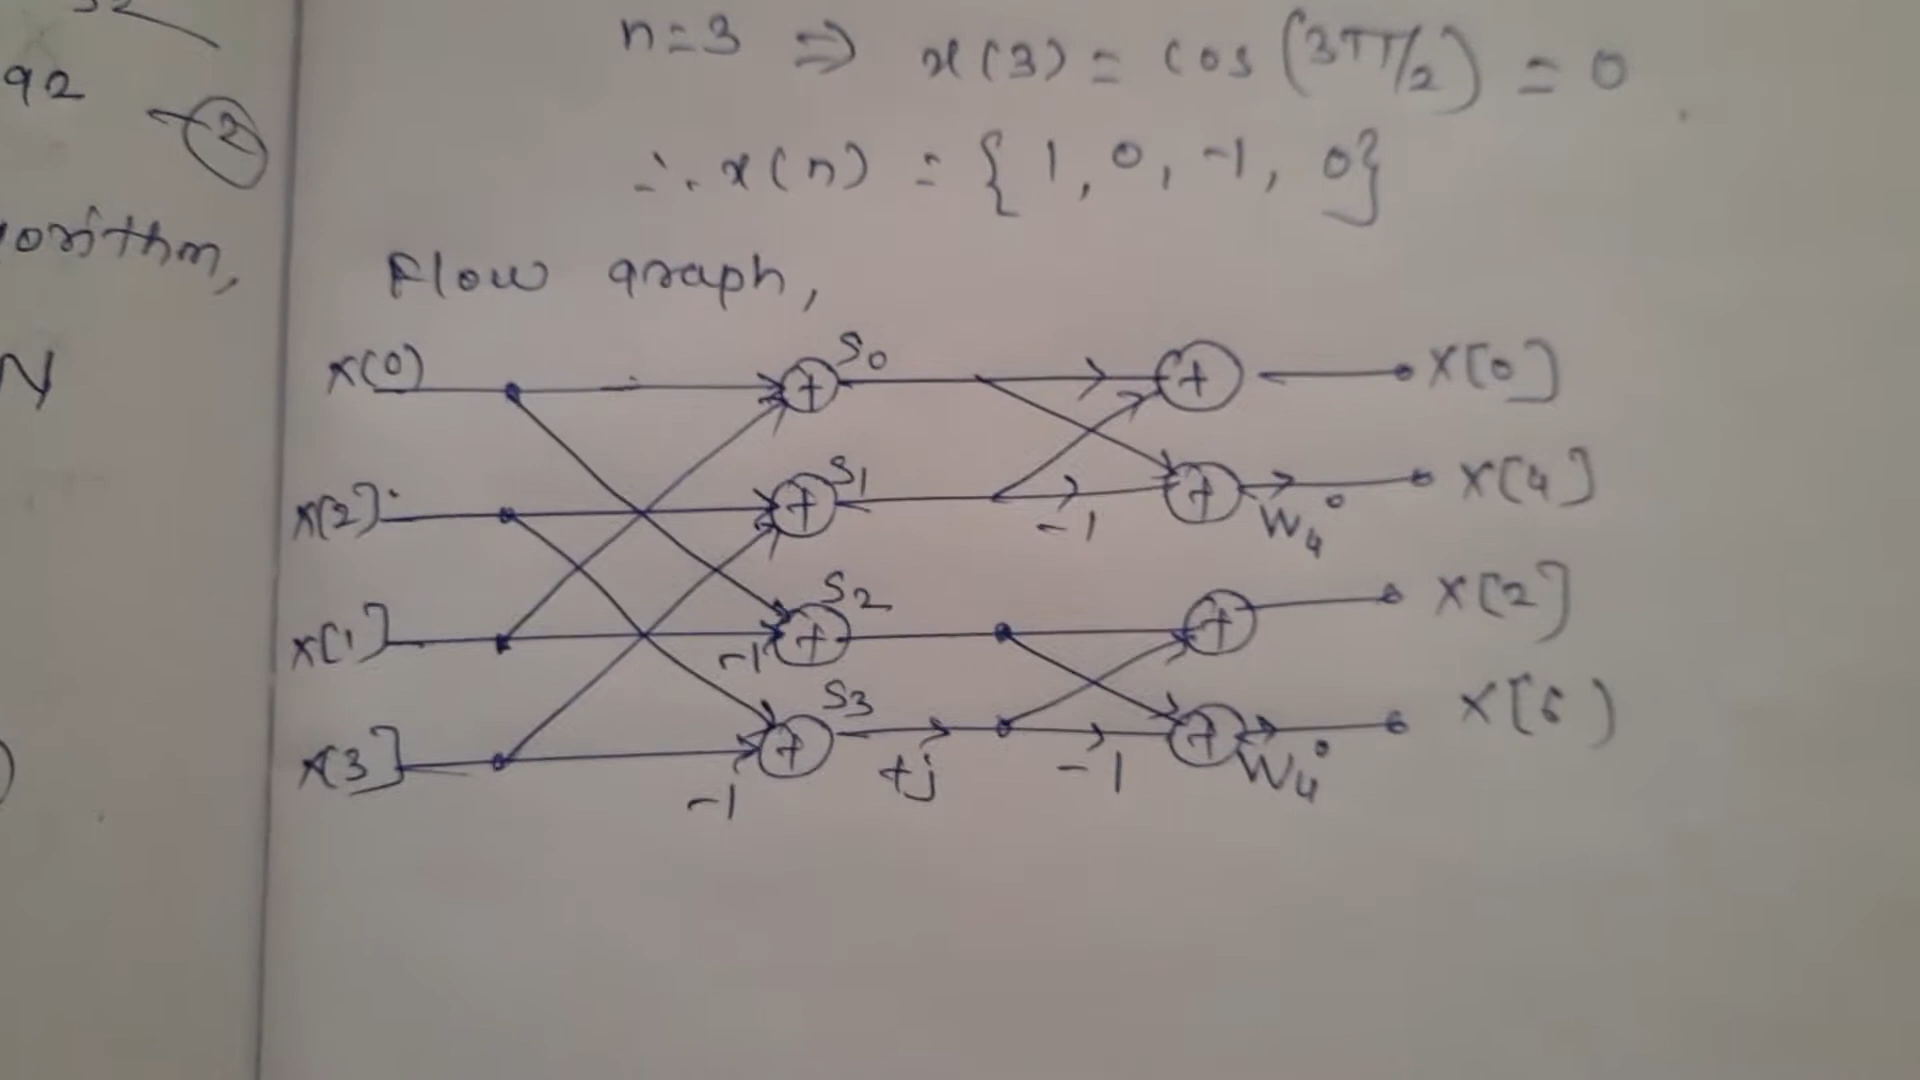 92
2
orithm,
N
n=3 ⇒ x(3) = cos(3π/2) = 0
∴ x(n) = {1, 0, -1, 0}
Flow graph,
x(0) S0 X[0]
x[2] S1 -1 W4° X[4]
x[1] -1 S2 X[2]
x[3] -1 S3 +j -1 W4° X[6)